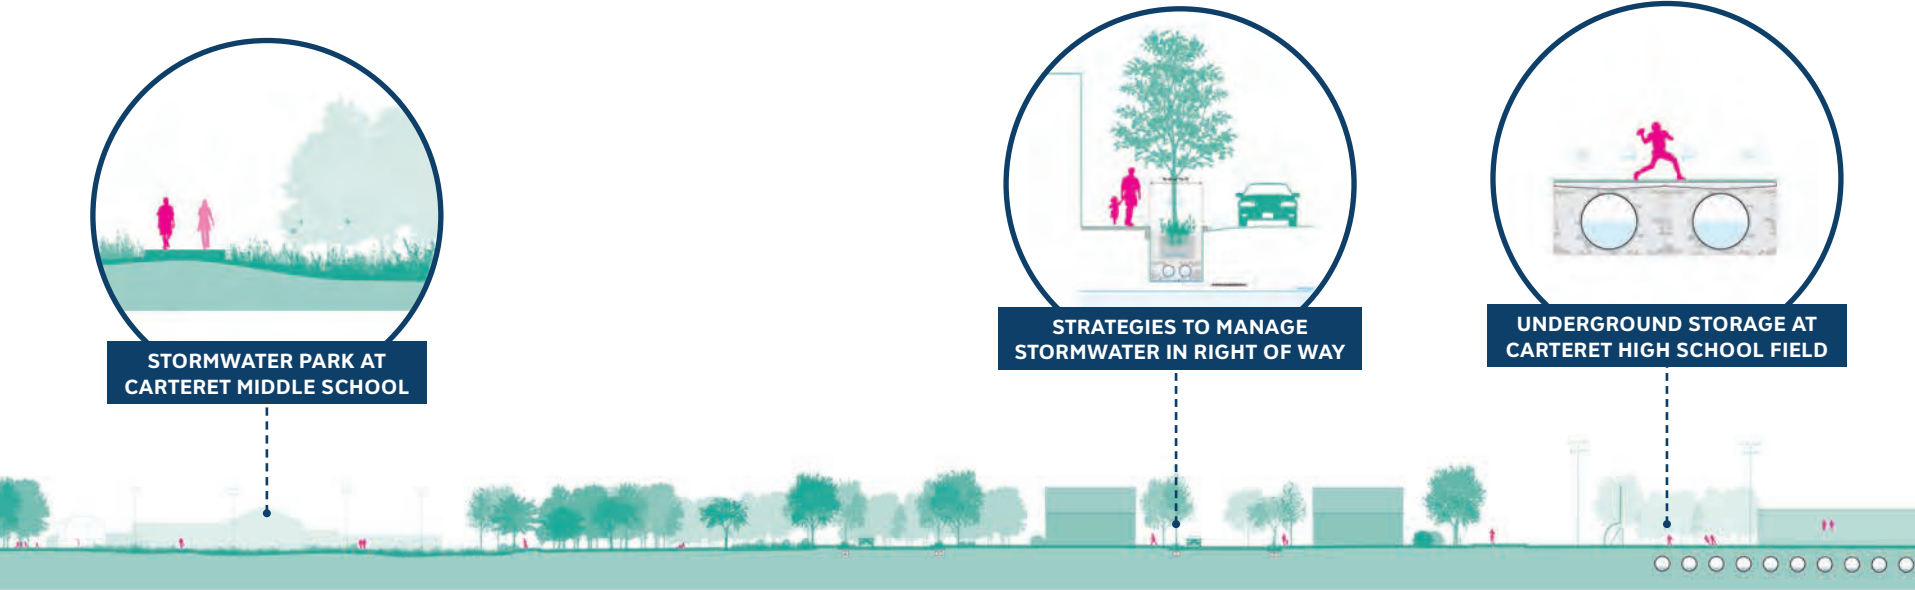 STORMWATER PARK AT
CARTERET MIDDLE SCHOOL
STRATEGIES TO MANAGE
STORMWATER IN RIGHT OF WAY
UNDERGROUND STORAGE AT
CARTERET HIGH SCHOOL FIELD